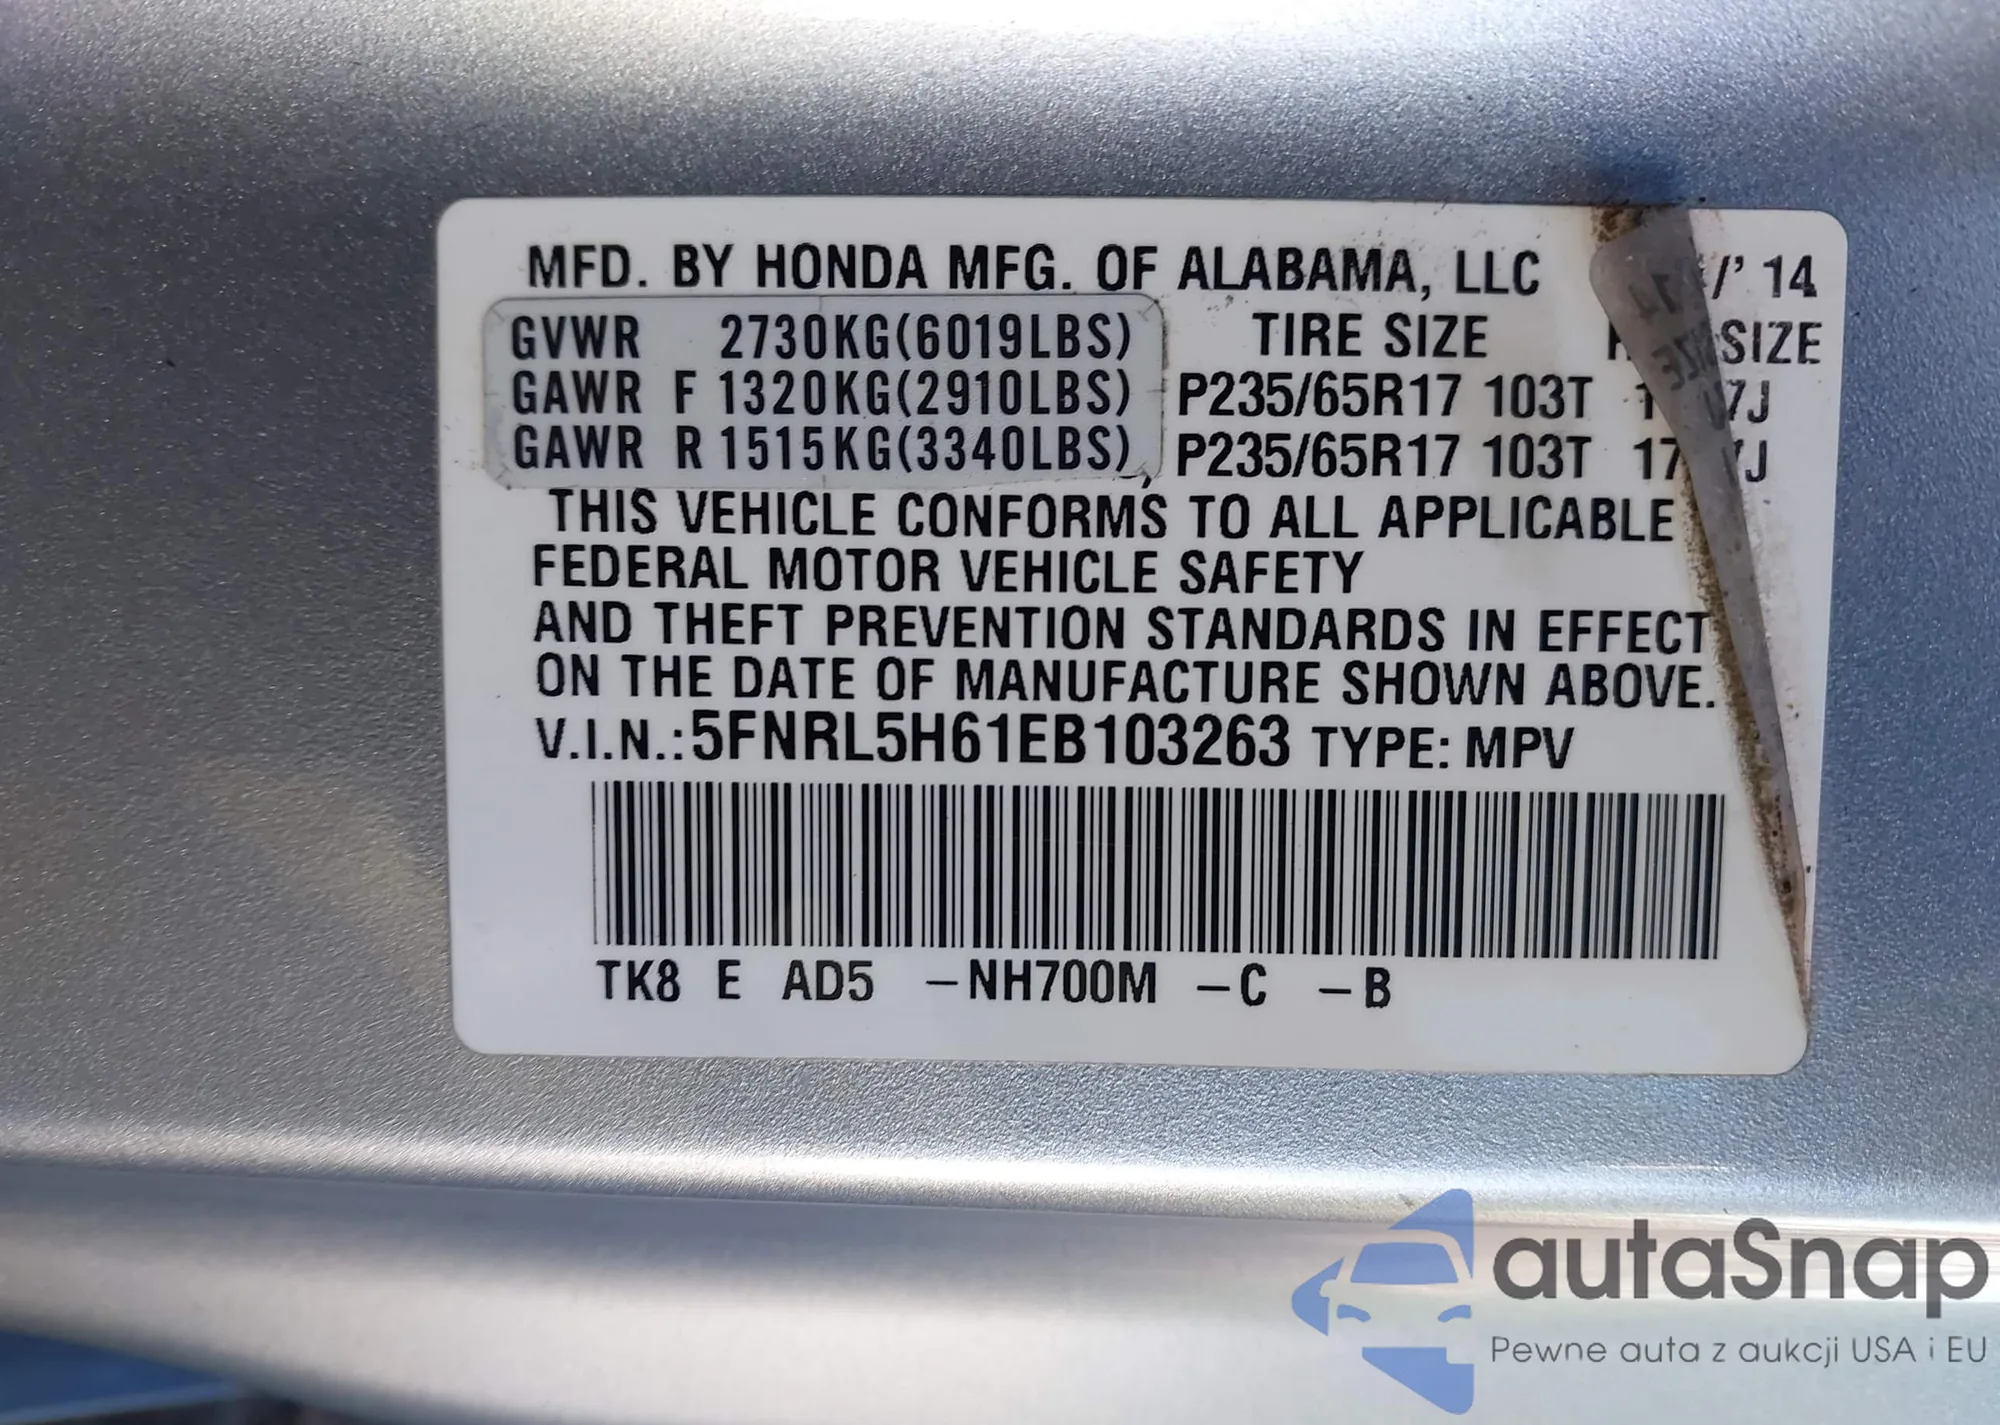 MFD. BY HONDA MFG. OF ALABAMA, LLC /' 14
GVWR 2730KG(6019LBS) TIRE SIZE SIZE
GAWR F 1320KG(2910LBS) P235/65R17 103T 7J
GAWR R 1515KG(3340LBS) P235/65R17 103T 17 J
THIS VEHICLE CONFORMS TO ALL APPLICABLE
FEDERAL MOTOR VEHICLE SAFETY
AND THEFT PREVENTION STANDARDS IN EFFECT
ON THE DATE OF MANUFACTURE SHOWN ABOVE.
V.I.N.:5FNRL5H61EB103263 TYPE: MPV
TK8 E AD5 -NH700M -C -B
autaSnap
Pewne auta z aukcji USA i EU